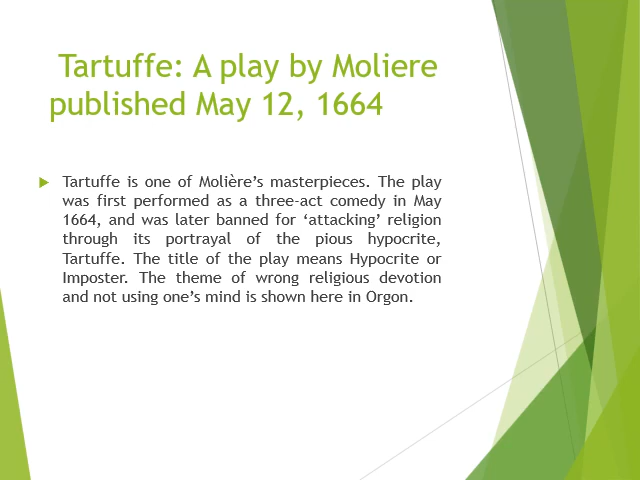 Tartuffe: A play by Moliere
published May 12, 1664
Tartuffe is one of Molière’s masterpieces. The play
was first performed as a three-act comedy in May
1664, and was later banned for ‘attacking’ religion
through its portrayal of the pious hypocrite,
Tartuffe. The title of the play means Hypocrite or
Imposter. The theme of wrong religious devotion
and not using one’s mind is shown here in Orgon.